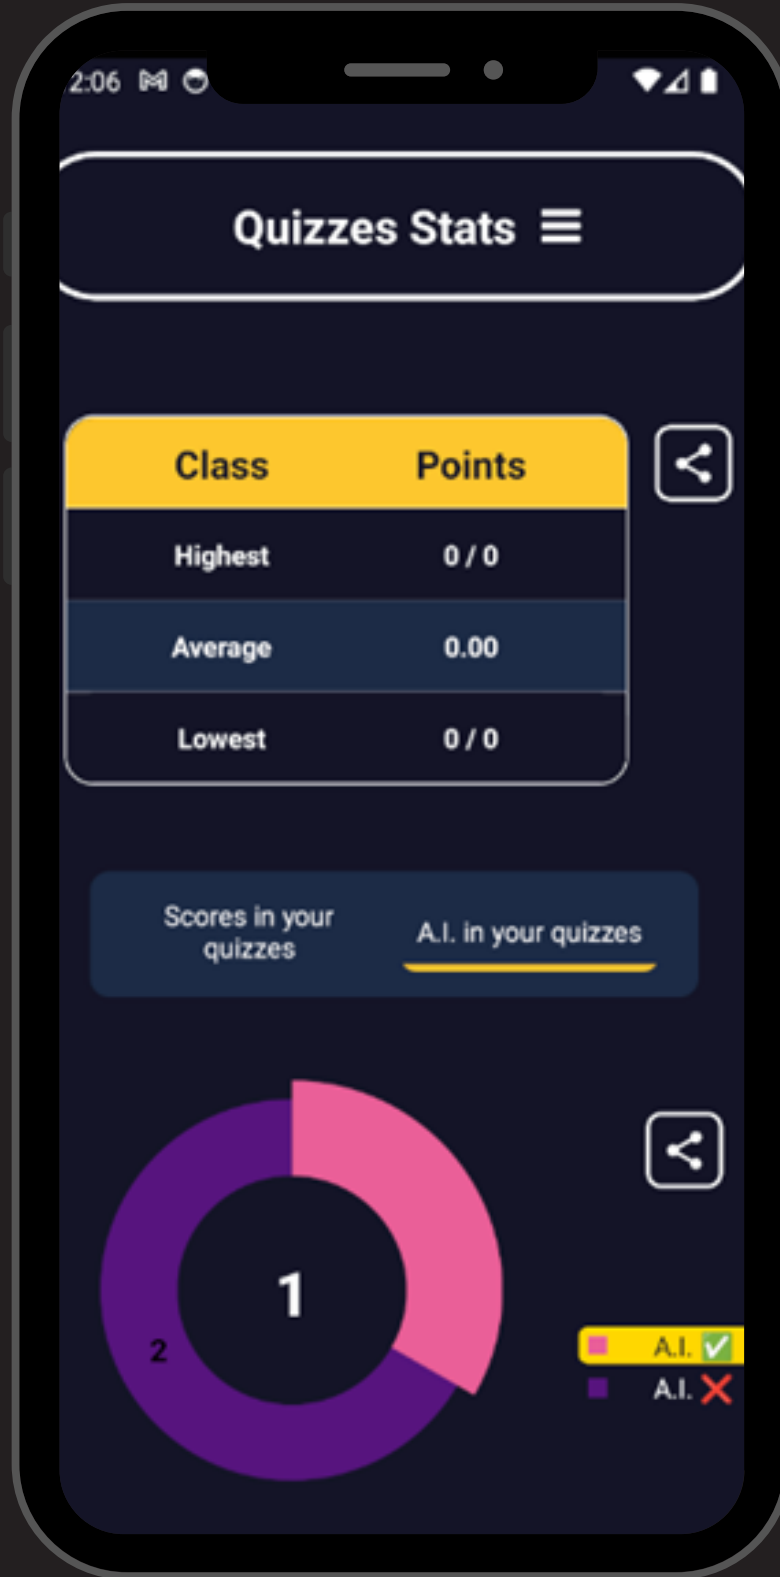 2:06
Quizzes Stats
Class Points
Highest 0 / 0
Average 0.00
Lowest 0 / 0
Scores in your
quizzes
A.I. in your quizzes
1
2
A.I. ✅
A.I. ❌